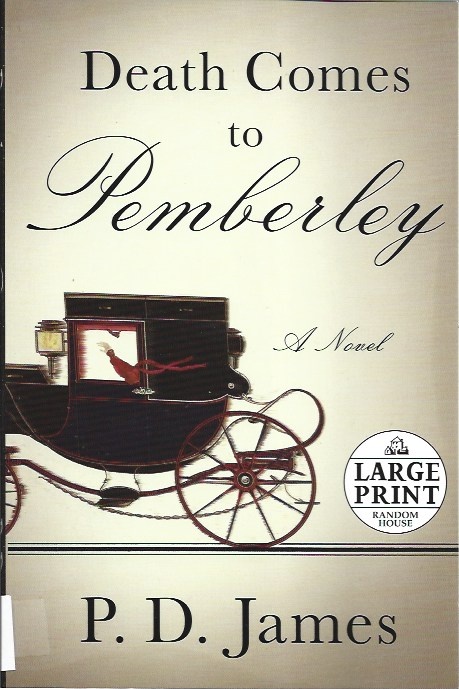 Death Comes
to
Pemberley
A Novel
LARGE
PRINT
RANDOM
HOUSE
P. D. James